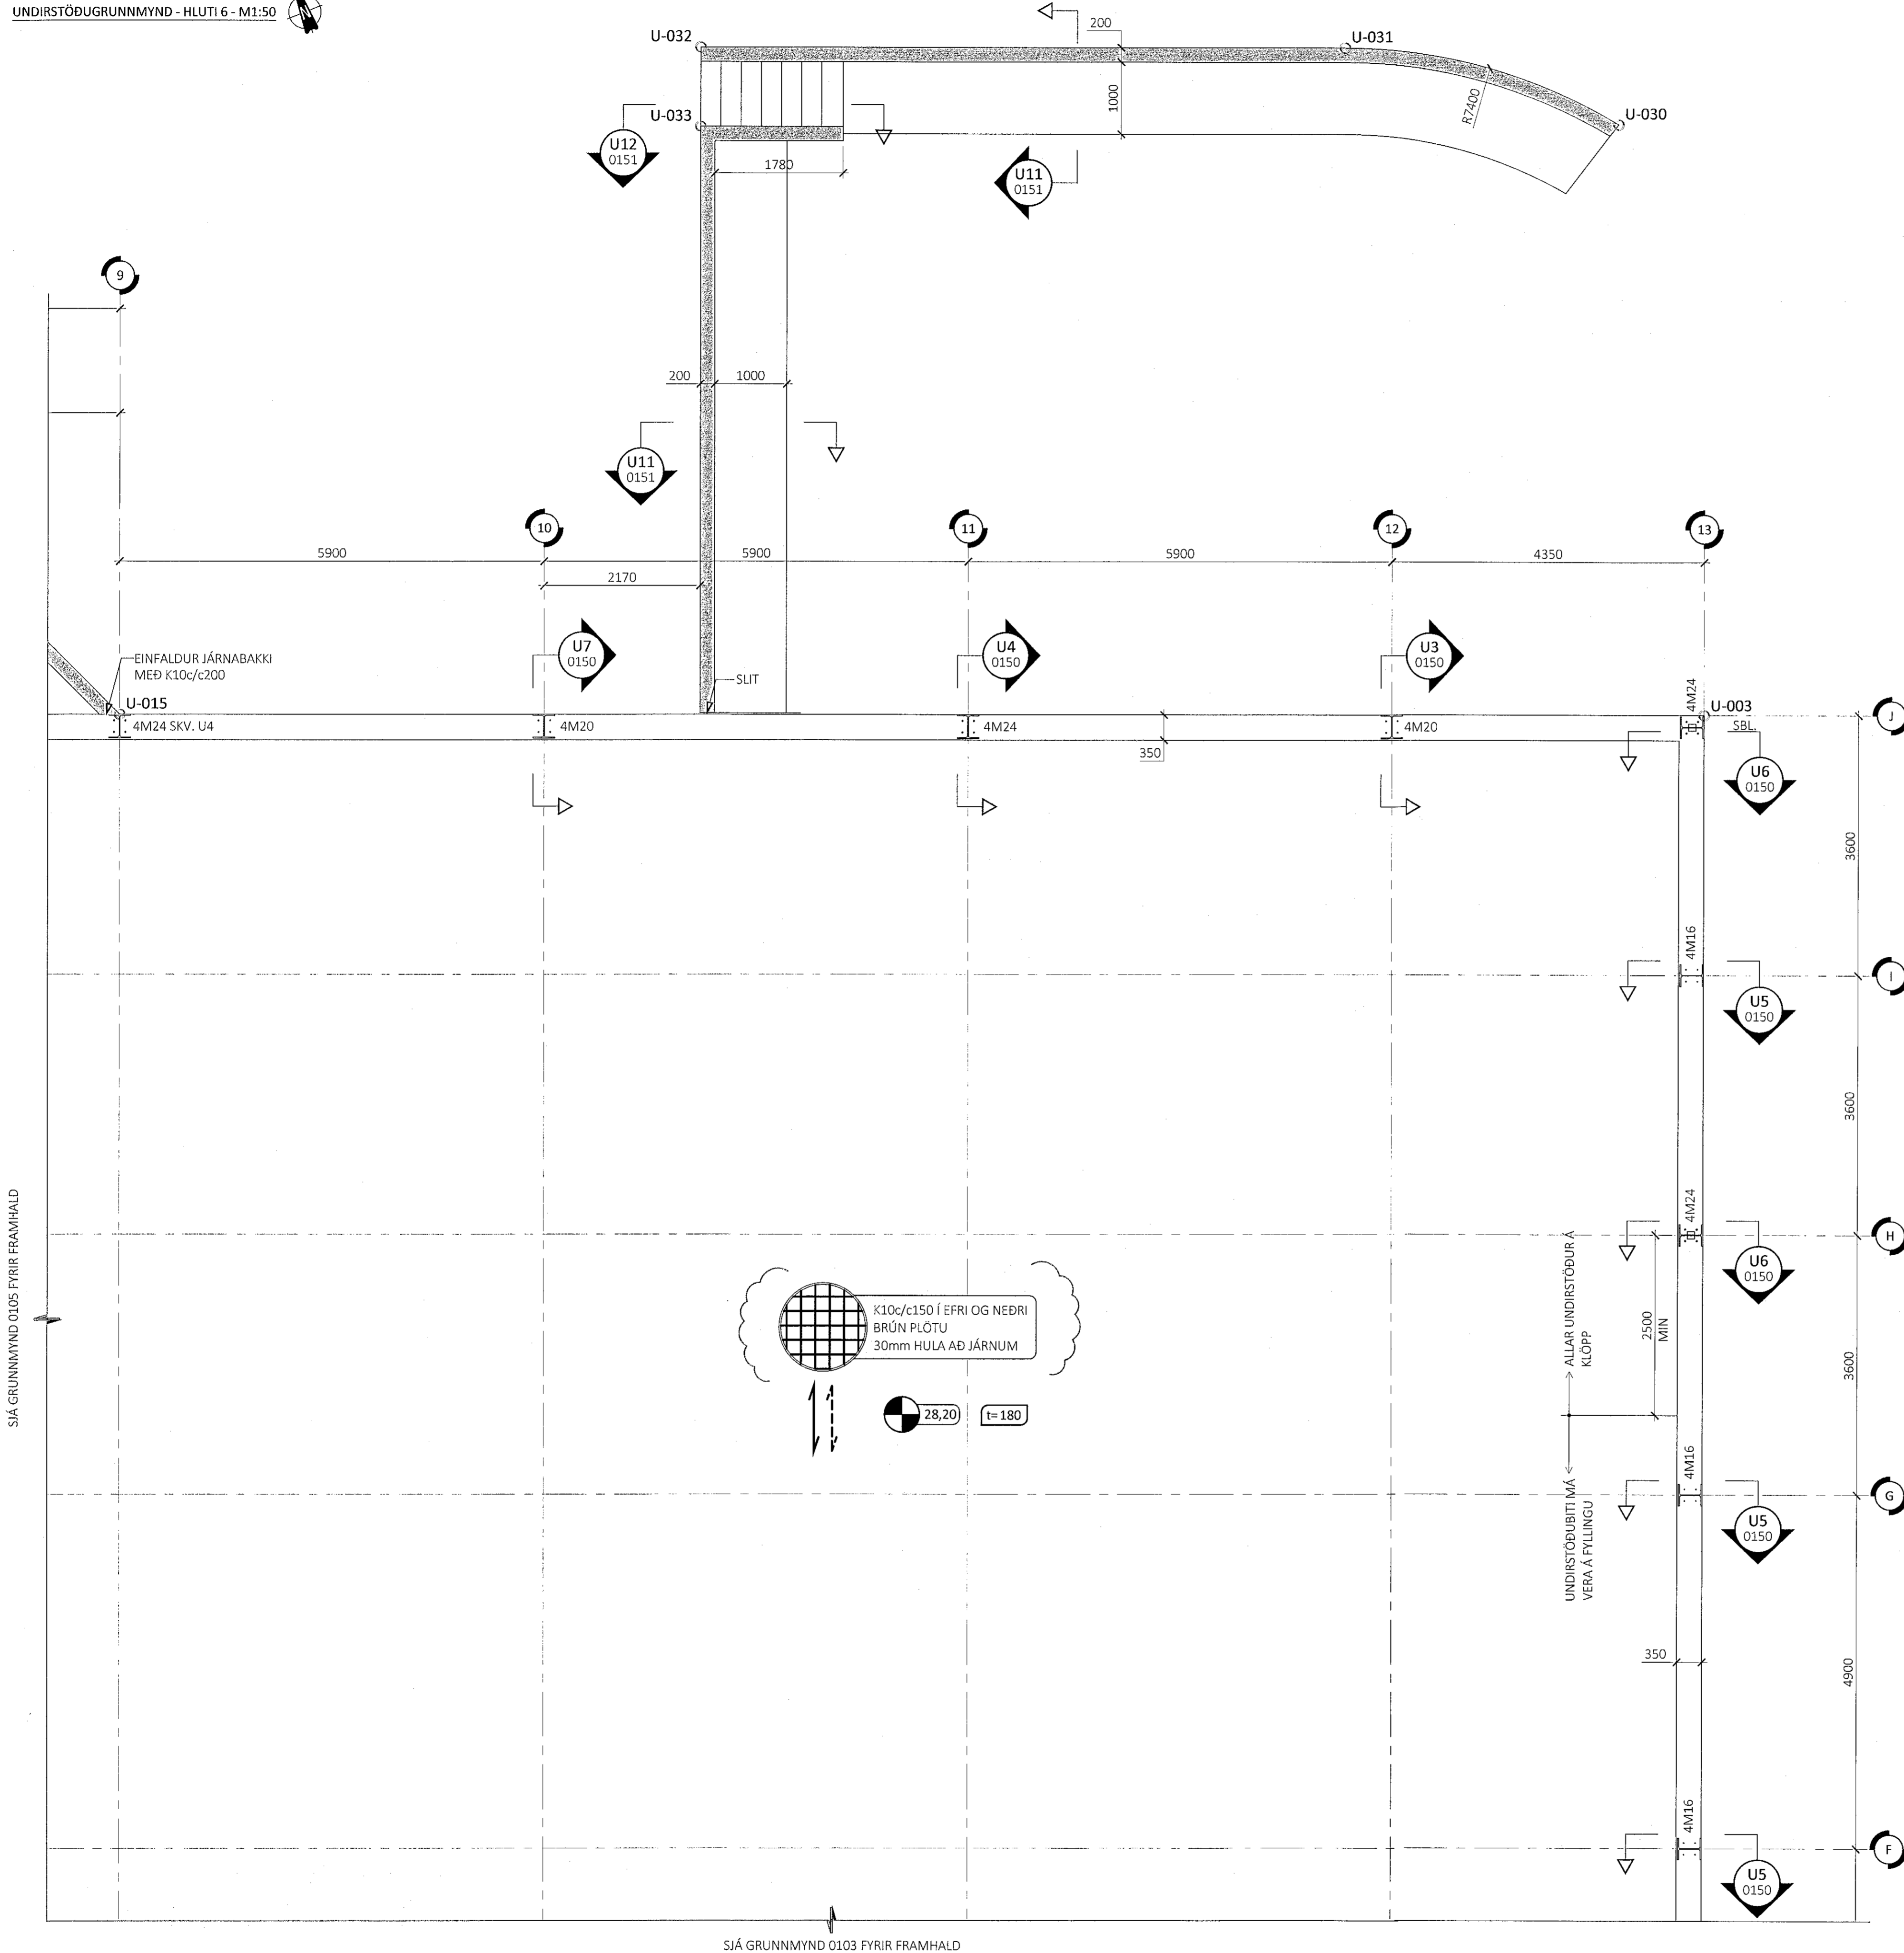 UNDIRSTÖÐUGRUNNMYND - HLUTI 6 - M1:50
N
200
U-032
U-031
1000
R7400
U-030
U-033
U12
0151
1780
U11
0151
9
200
1000
U11
0151
10
11
12
13
5900
5900
5900
4350
2170
U7
0150
U4
0150
U3
0150
EINFALDUR JÁRNABAKKI
MEÐ K10c/c200
SLIT
4M24
U-015
U-003
J
4M24 SKV. U4
4M20
4M24
4M20
SBL.
350
U6
0150
3600
4M16
I
U5
0150
3600
4M24
H
U6
0150
SJÁ GRUNNMYND 0105 FYRIR FRAMHALD
K10c/c150 Í EFRI OG NEÐRI
BRÚN PLÖTU
30mm HULA AÐ JÁRNUM
ALLAR UNDIRSTÖÐUR Á
KLÖPP
2500
MIN
3600
28,20
t=180
4M16
G
UNDIRSTÖÐUBITI MÁ
VERA Á FYLLINGU
U5
0150
350
4900
4M16
F
U5
0150
SJÁ GRUNNMYND 0103 FYRIR FRAMHALD